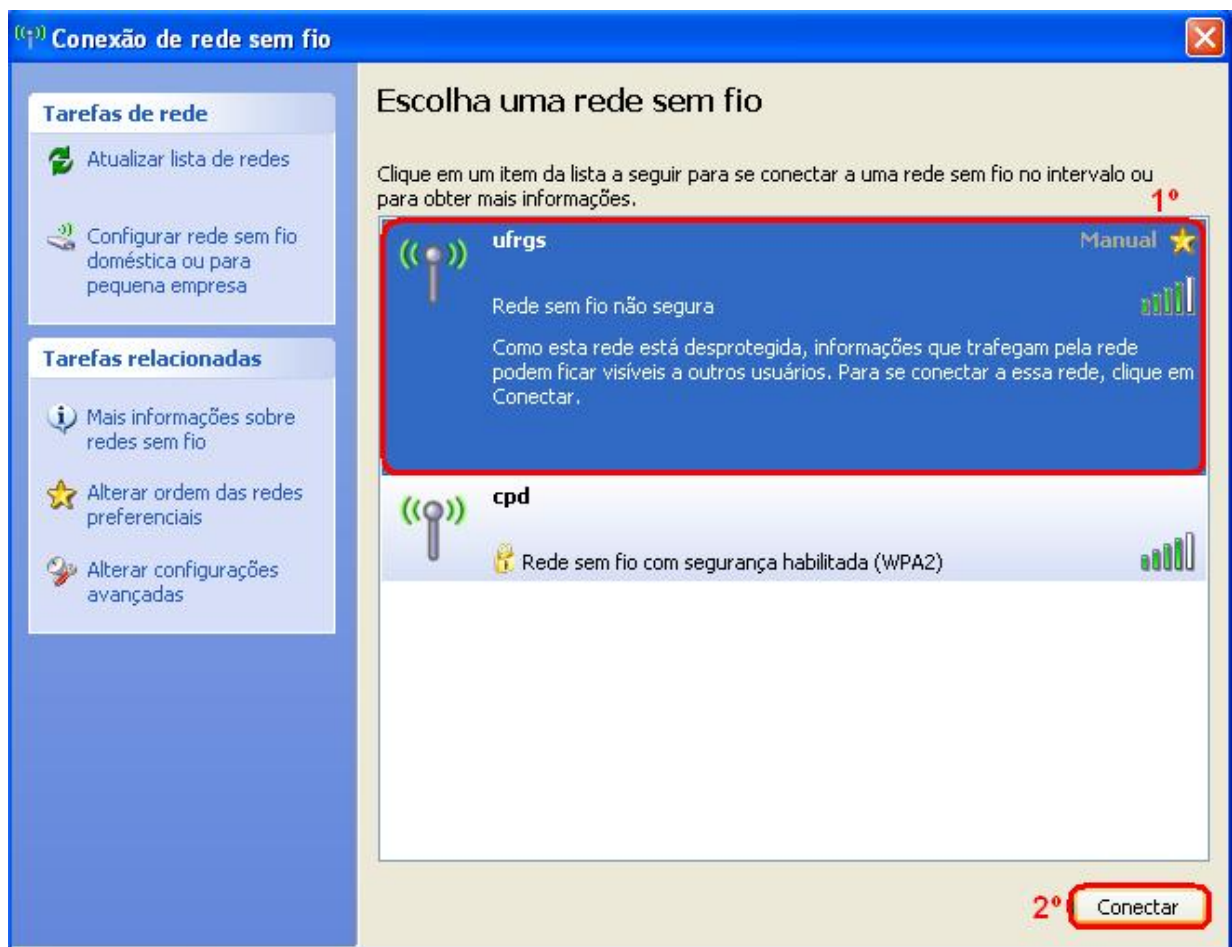 Conexão de rede sem fio
Tarefas de rede
Atualizar lista de redes
Configurar rede sem fio
doméstica ou para
pequena empresa
Tarefas relacionadas
Mais informações sobre
redes sem fio
Alterar ordem das redes
preferenciais
Alterar configurações
avançadas
Escolha uma rede sem fio
Clique em um item da lista a seguir para se conectar a uma rede sem fio no intervalo ou
para obter mais informações.
1º
ufrgs
Manual
Rede sem fio não segura
Como esta rede está desprotegida, informações que trafegam pela rede
podem ficar visíveis a outros usuários. Para se conectar a essa rede, clique em
Conectar.
cpd
Rede sem fio com segurança habilitada (WPA2)
2º
Conectar